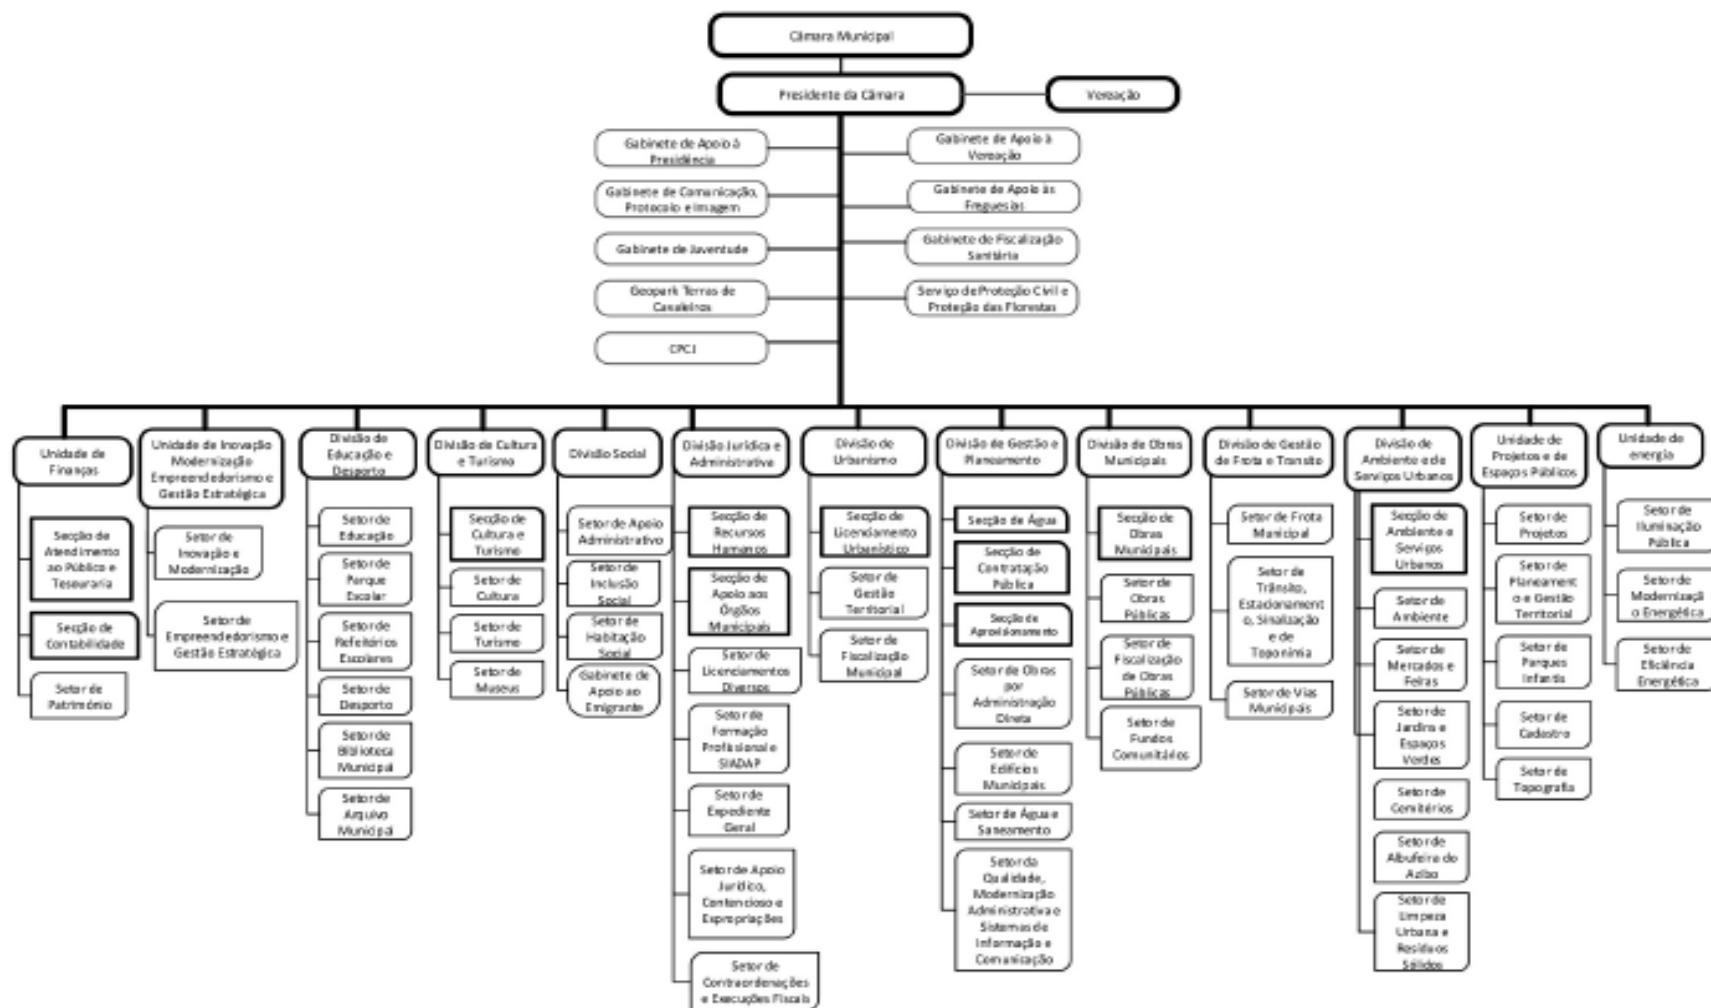 Câmara Municipal
Presidente da Câmara
Vereação
Gabinete de Apoio à
Presidência
Gabinete de Apoio à
Vereação
Gabinete de Comunicação,
Protocolo e Imagem
Gabinete de Apoio às
Freguesias
Gabinete de Juventude
Gabinete de Fiscalização
Sanitária
Geopark Terras de
Cavaleiros
Serviço de Proteção Civil e
Proteção das Florestas
CPCJ
Unidade de
Finanças
Secção de
Atendimento
ao Público e
Tesouraria
Secção de
Contabilidade
Setor de
Património
Unidade de Inovação
Modernização
Empreendedorismo e
Gestão Estratégica
Setor de
Inovação e
Modernização
Setor de
Empreendedorismo e
Gestão Estratégica
Divisão de
Educação e
Desporto
Setor de
Educação
Setor de
Parque
Escolar
Setor de
Refeitórios
Escolares
Setor de
Desporto
Setor de
Biblioteca
Municipal
Setor de
Arquivo
Municipal
Divisão de Cultura
e Turismo
Secção de
Cultura e
Turismo
Setor de
Cultura
Setor de
Turismo
Setor de
Museus
Divisão Social
Setor de Apoio
Administrativo
Setor de
Inclusão
Social
Setor de
Habitação
Social
Gabinete de
Apoio ao
Emigrante
Divisão Jurídica e
Administrativa
Secção de
Recursos
Humanos
Secção de
Apoio aos
Órgãos
Municipais
Setor de
Licenciamentos
Diversos
Setor de
Formação
Profissional e
SIADAP
Setor de
Expediente
Geral
Setor de Apoio
Jurídico,
Contencioso e
Expropriações
Setor de
Contraordenações
e Execuções Fiscais
Divisão de
Urbanismo
Secção de
Licenciamento
Urbanístico
Setor de
Gestão
Territorial
Setor de
Fiscalização
Municipal
Divisão de Gestão e
Planeamento
Secção de Água
Secção de
Contratação
Pública
Secção de
Aprovisionamento
Setor de Obras
por
Administração
Direta
Setor de
Edifícios
Municipais
Setor de Água e
Saneamento
Setor da
Qualidade,
Modernização
Administrativa e
Sistemas de
Informação e
Comunicação
Divisão de Obras
Municipais
Secção de
Obras
Municipais
Setor de
Obras
Públicas
Setor de
Fiscalização
de Obras
Públicas
Setor de
Fundos
Comunitários
Divisão de Gestão
de Frota e Transito
Setor de Frota
Municipal
Setor de
Trânsito,
Estacionament
o, Sinalização
e de
Toponímia
Setor de Vias
Municipais
Divisão de
Ambiente e de
Serviços Urbanos
Secção de
Ambiente e
Serviços
Urbanos
Setor de
Ambiente
Setor de
Mercados e
Feiras
Setor de
Jardins e
Espaços
Verdes
Setor de
Cemitérios
Setor de
Albufeira do
Azibo
Setor de
Limpeza
Urbana e
Resíduos
Sólidos
Unidade de
Projetos e de
Espaços Públicos
Setor de
Projetos
Setor de
Planeament
o e Gestão
Territorial
Setor de
Parques
Infantis
Setor de
Cadastro
Setor de
Topografia
Unidade de
energia
Setor de
Iluminação
Pública
Setor de
Modernizaçã
o Energética
Setor de
Eficiência
Energética